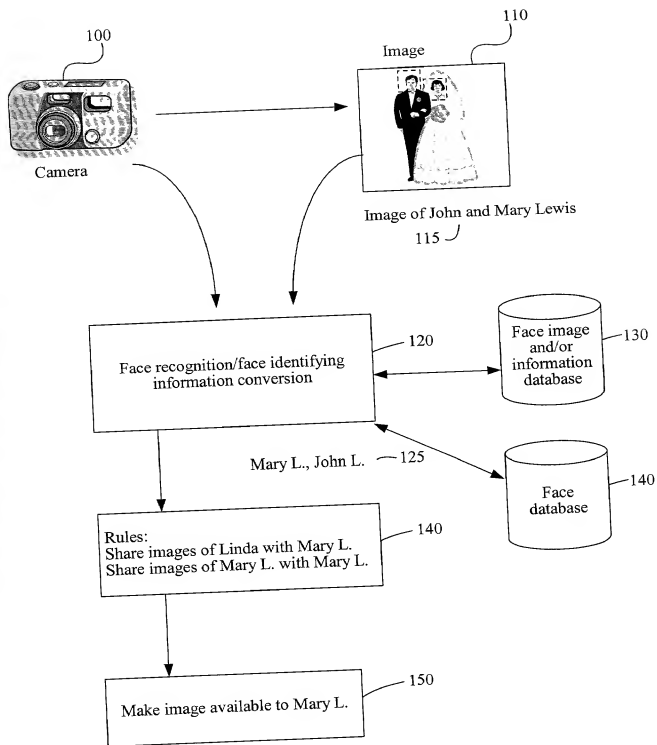 100
110
Image
Camera
Image of John and Mary Lewis
115
Face recognition/face identifying
information conversion
120
Face image
and/or
information
database
130
Mary L., John L.
125
Face
database
140
Rules:
Share images of Linda with Mary L.
Share images of Mary L. with Mary L.
140
Make image available to Mary L.
150